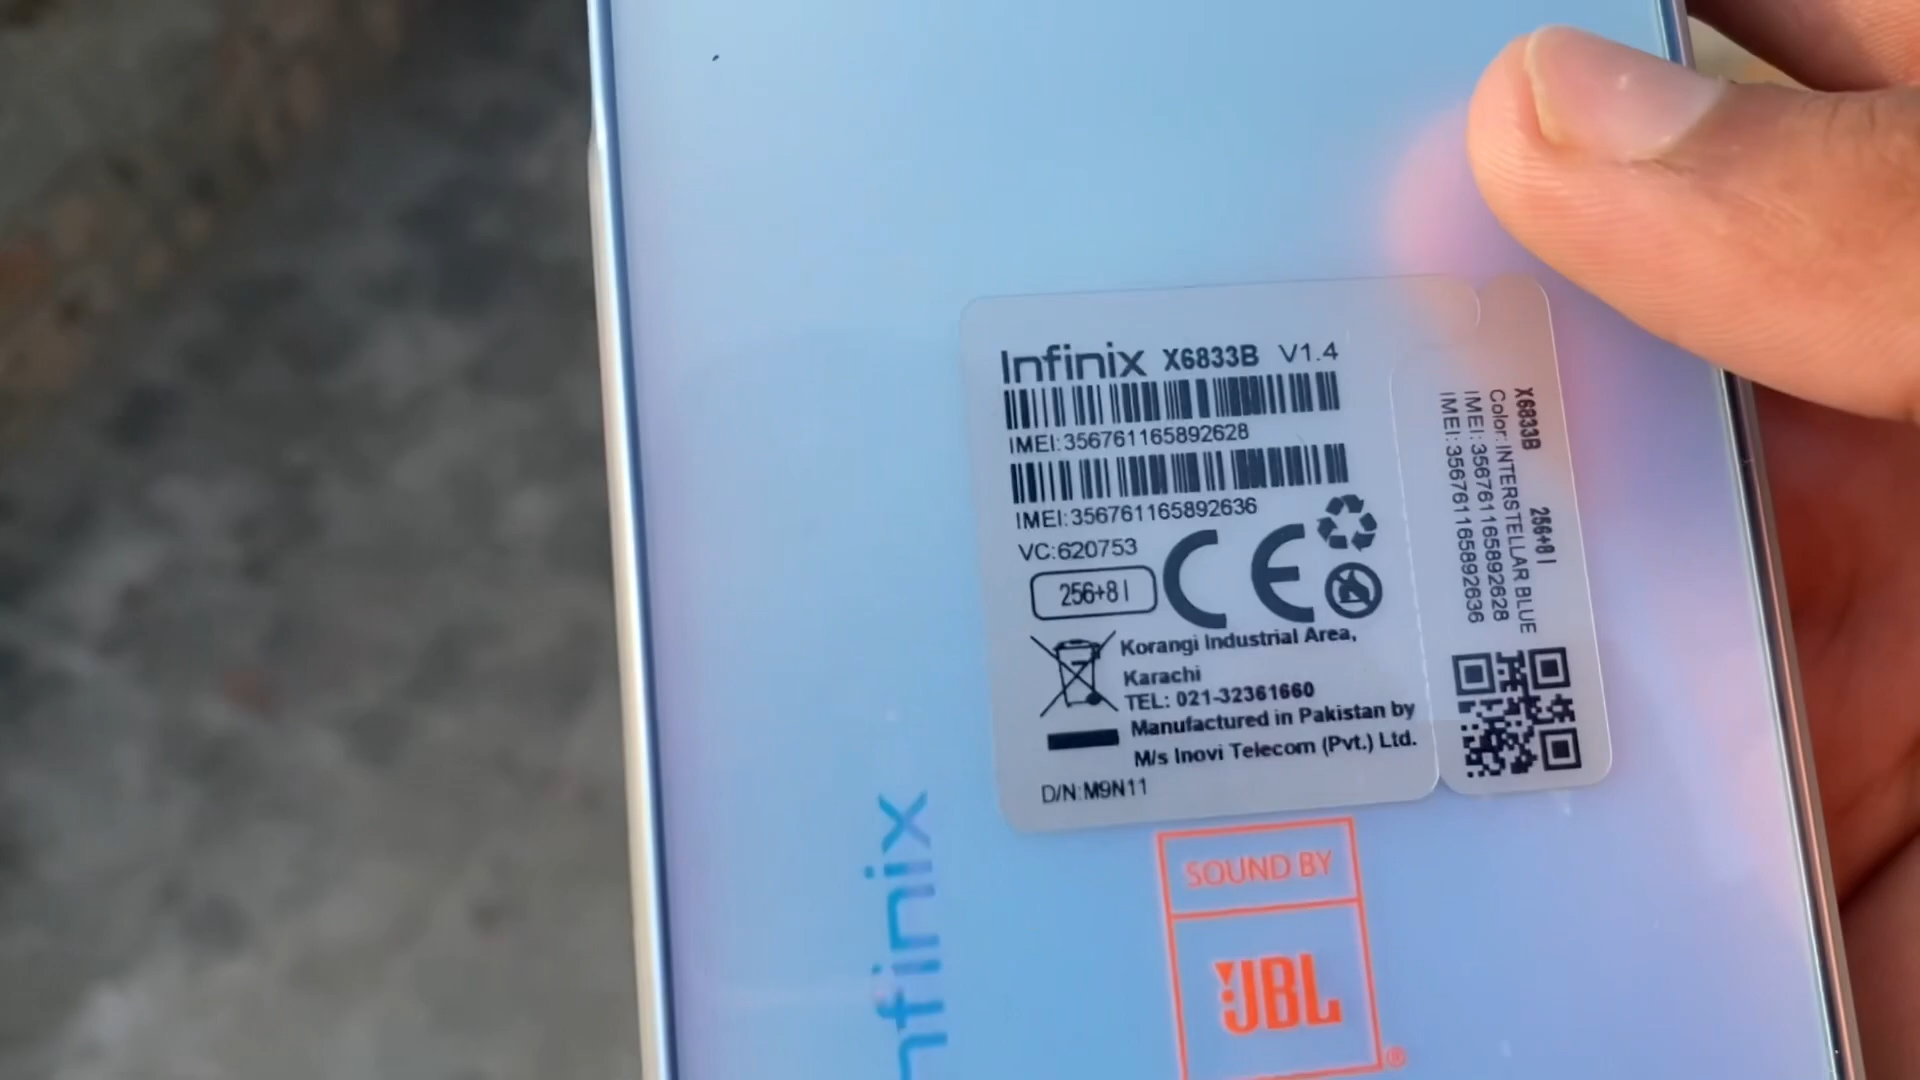 Infinix X6833B V1.4
IMEI:356761165892628
IMEI:356761165892636
VC:620753
256+8 I
CE
Korangi Industrial Area,
Karachi
TEL: 021-32361660
Manufactured in Pakistan by
M/s Inovi Telecom (Pvt.) Ltd.
D/N:M9N11
X6833B 256+8 I
Color:INTERSTELLAR BLUE
IMEI:356761165892628
IMEI:356761165892636
nfinix
SOUND BY
JBL®